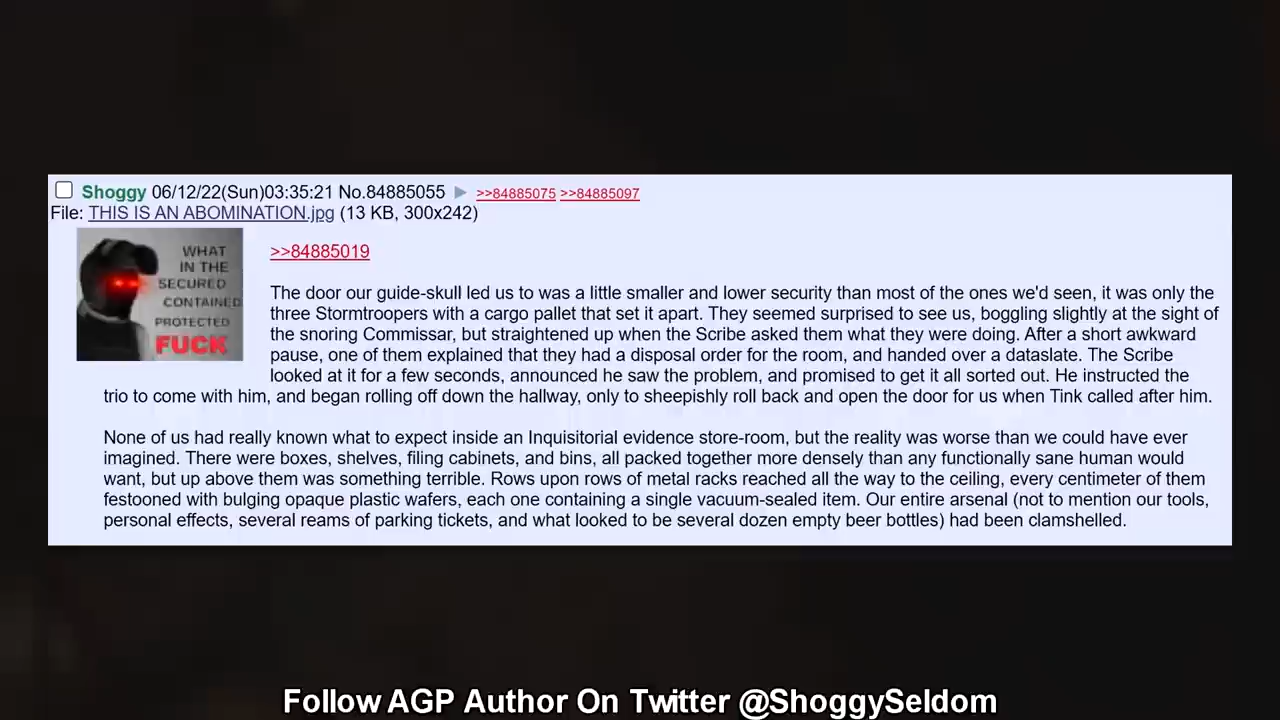 Shoggy 06/12/22(Sun)03:35:21 No.84885055 ▶ >>84885075 >>84885097
File: THIS IS AN ABOMINATION.jpg (13 KB, 300x242)
WHAT
IN THE
SECURED
CONTAINED
PROTECTED
FUCK
>>84885019
The door our guide-skull led us to was a little smaller and lower security than most of the ones we'd seen, it was only the
three Stormtroopers with a cargo pallet that set it apart. They seemed surprised to see us, boggling slightly at the sight of
the snoring Commissar, but straightened up when the Scribe asked them what they were doing. After a short awkward
pause, one of them explained that they had a disposal order for the room, and handed over a dataslate. The Scribe
looked at it for a few seconds, announced he saw the problem, and promised to get it all sorted out. He instructed the
trio to come with him, and began rolling off down the hallway, only to sheepishly roll back and open the door for us when Tink called after him.
None of us had really known what to expect inside an Inquisitorial evidence store-room, but the reality was worse than we could have ever
imagined. There were boxes, shelves, filing cabinets, and bins, all packed together more densely than any functionally sane human would
want, but up above them was something terrible. Rows upon rows of metal racks reached all the way to the ceiling, every centimeter of them
festooned with bulging opaque plastic wafers, each one containing a single vacuum-sealed item. Our entire arsenal (not to mention our tools,
personal effects, several reams of parking tickets, and what looked to be several dozen empty beer bottles) had been clamshelled.
Follow AGP Author On Twitter @ShoggySeldom